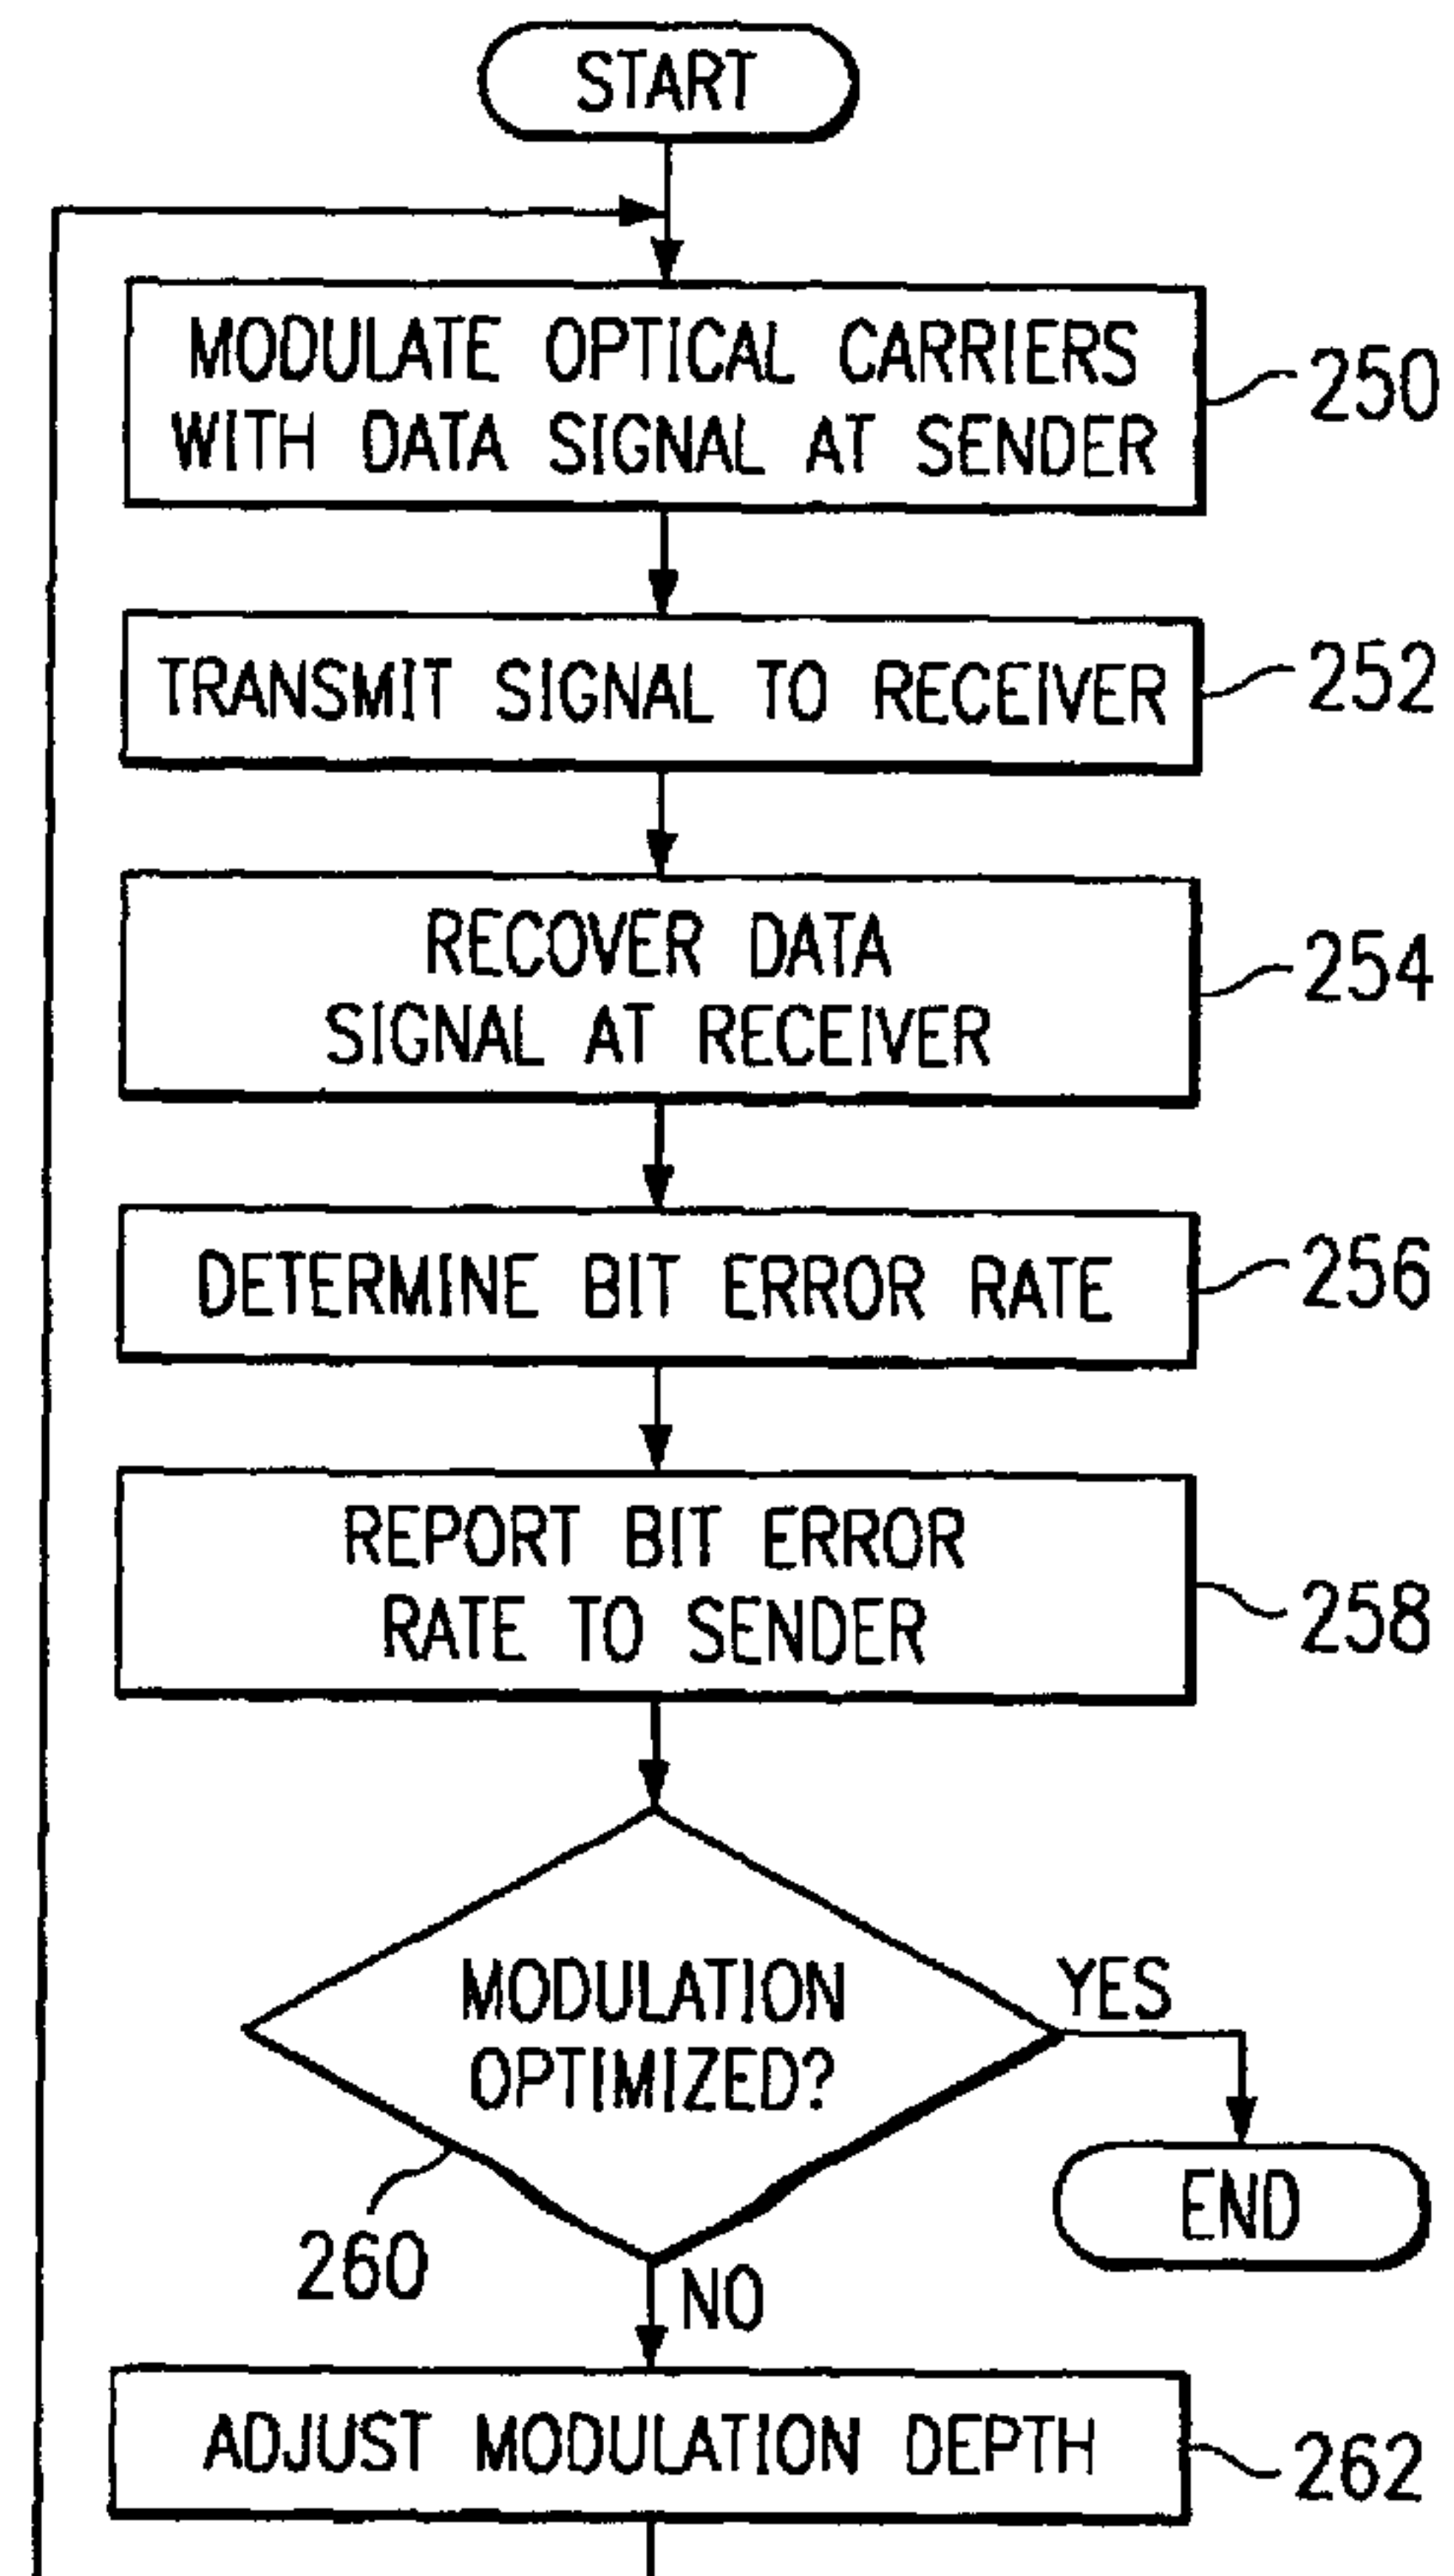 START
MODULATE OPTICAL CARRIERS
WITH DATA SIGNAL AT SENDER
250
TRANSMIT SIGNAL TO RECEIVER
252
RECOVER DATA
SIGNAL AT RECEIVER
254
DETERMINE BIT ERROR RATE
256
REPORT BIT ERROR
RATE TO SENDER
258
MODULATION
OPTIMIZED?
YES
END
260
NO
ADJUST MODULATION DEPTH
262